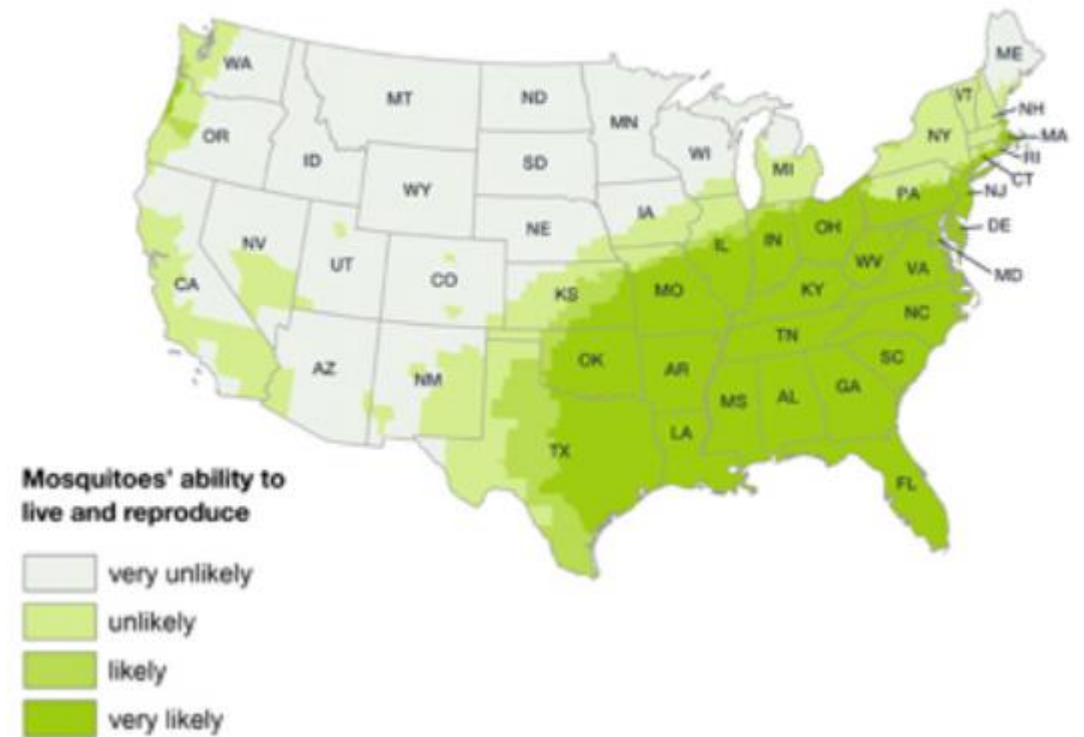 WA
MT
ND
MN
ME
VT
NH
OR
ID
SD
WI
NY
MA
WY
MI
RI
CT
IA
PA
NJ
NE
NV
UT
CO
IL
IN
OH
DE
CA
KS
MO
WV
VA
MD
KY
NC
AZ
NM
OK
AR
TN
SC
MS
AL
GA
TX
LA
FL
Mosquitoes' ability to
live and reproduce
very unlikely
unlikely
likely
very likely